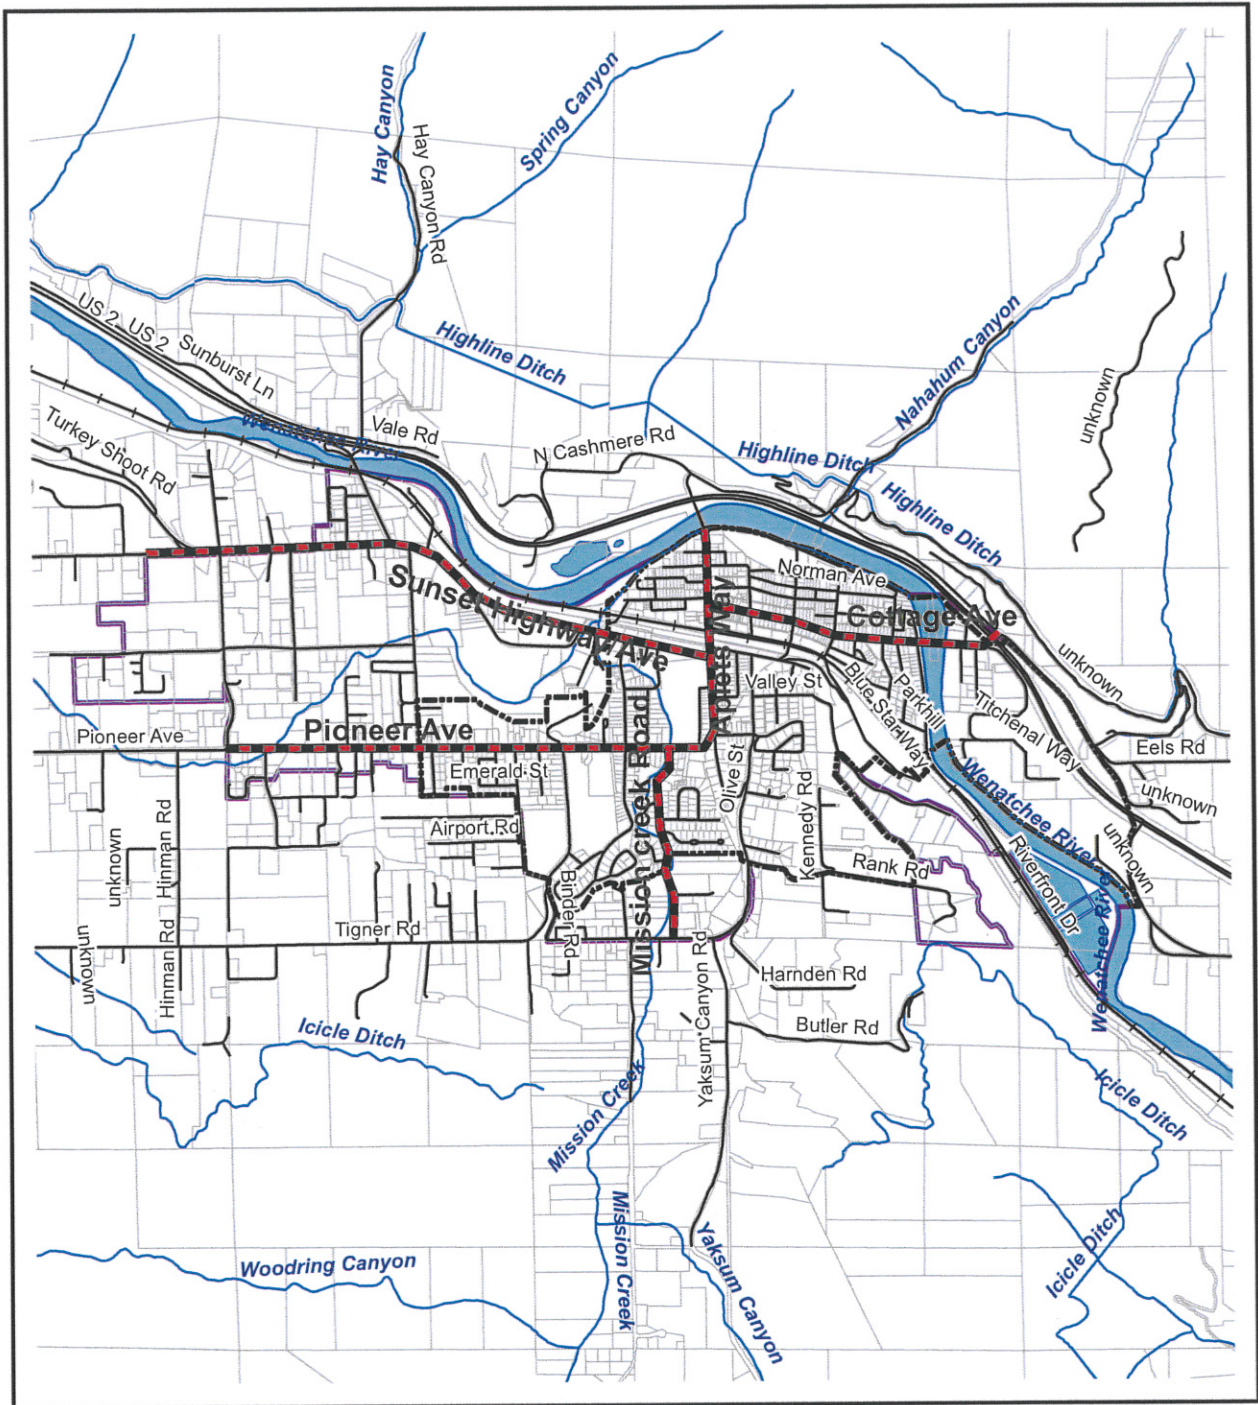 Hay Canyon
Hay Canyon Rd
Spring Canyon
US 2
US 2
Sunburst Ln
Highline Ditch
Nahahum Canyon
unknown
Turkey Shoot Rd
Wenatchee River
Vale Rd
N Cashmere Rd
Highline Ditch
Highline Ditch
Norman Ave
Sunset Highway Ave
Aplets Way
Cottage Ave
unknown
Valley St
Blue Star Way
Parkhill
Titchenal Way
Pioneer Ave
Pioneer Ave
Eels Rd
Emerald St
Mission Creek Road
Olive St
Kennedy Rd
Wenatchee River
unknown
Airport Rd
unknown
Hinman Rd
Rank Rd
unknown
Binder Rd
Riverfront Dr
Wenatchee River
Tigner Rd
unknown
Hinman Rd
Yaksum Canyon Rd
Harnden Rd
Butler Rd
Icicle Ditch
Mission Creek
Icicle Ditch
Mission Creek
Yaksum Canyon
Icicle Ditch
Woodring Canyon